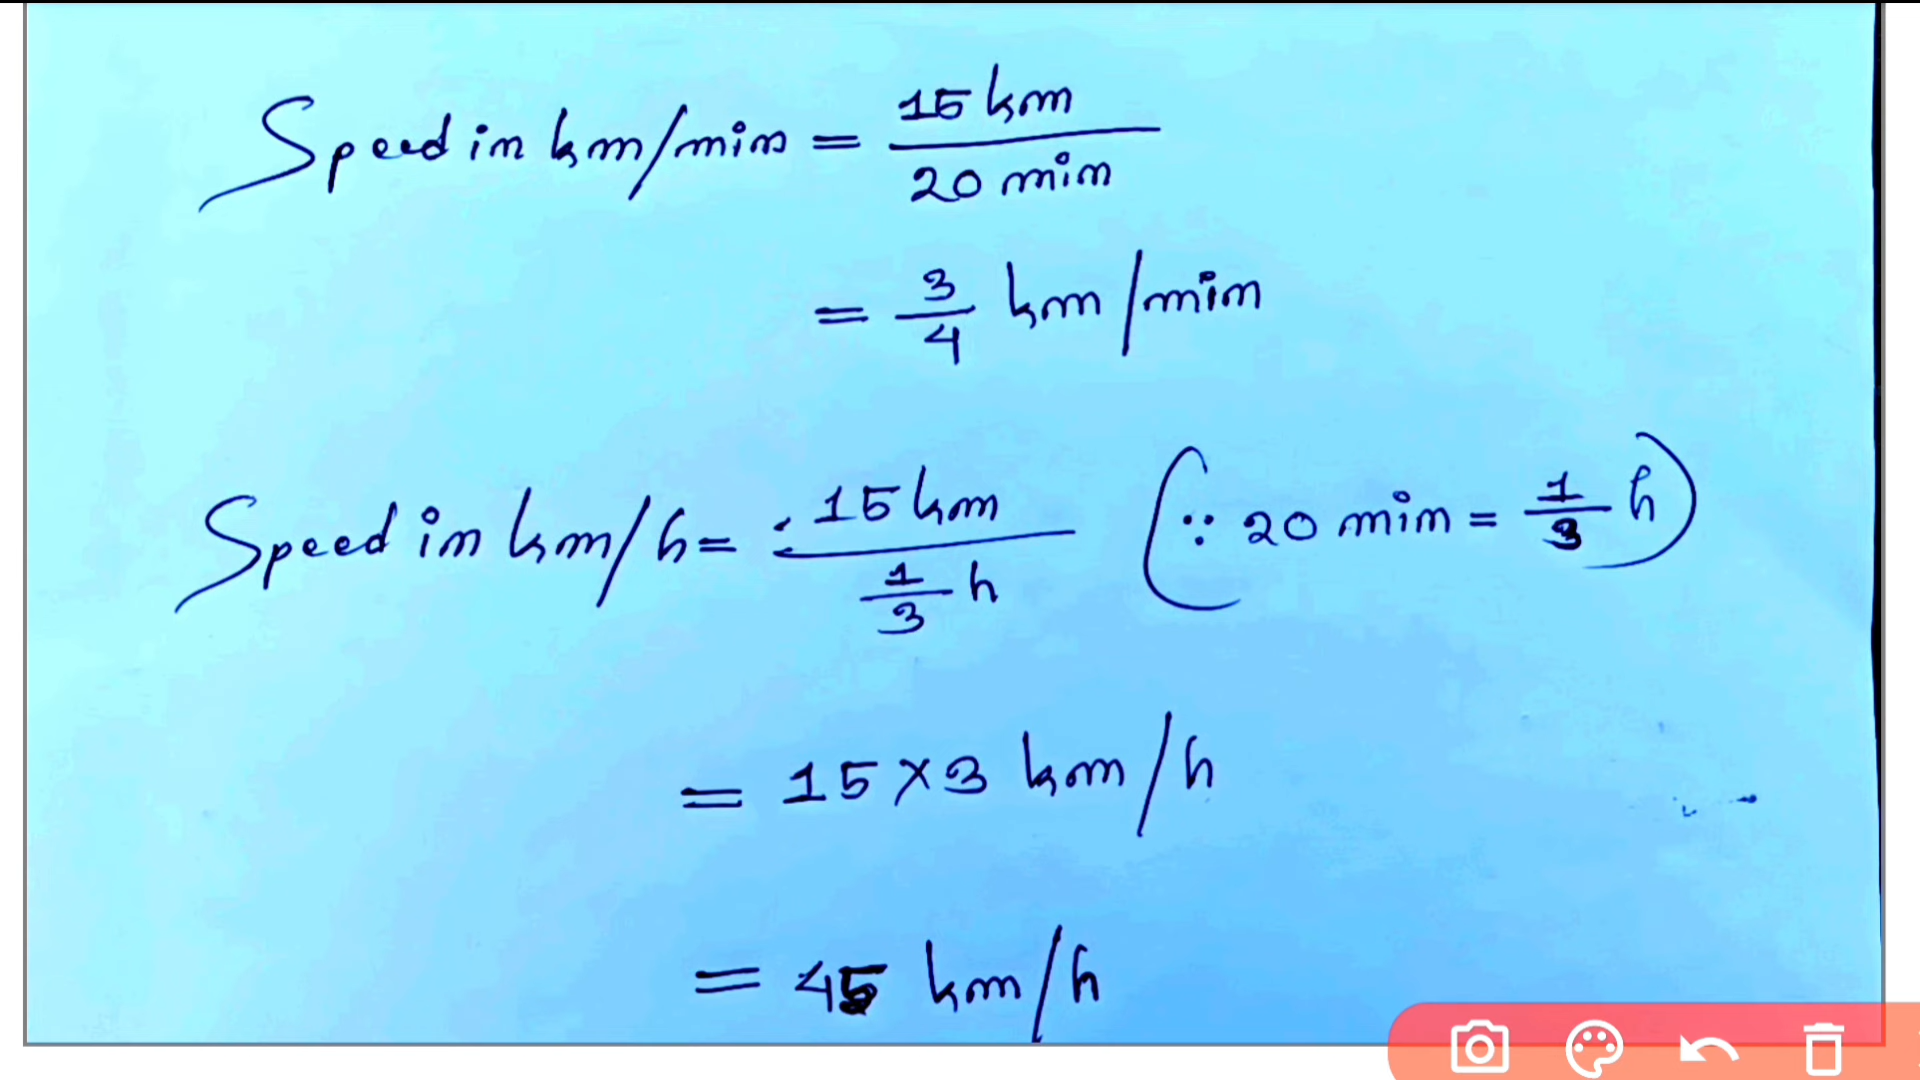 Speed in km/min = 15 km / 20 min
= 3/4 km/min
Speed in km/h = 15 km / 1/3 h (∵ 20 min = 1/3 h)
= 15 × 3 km/h
= 45 km/h